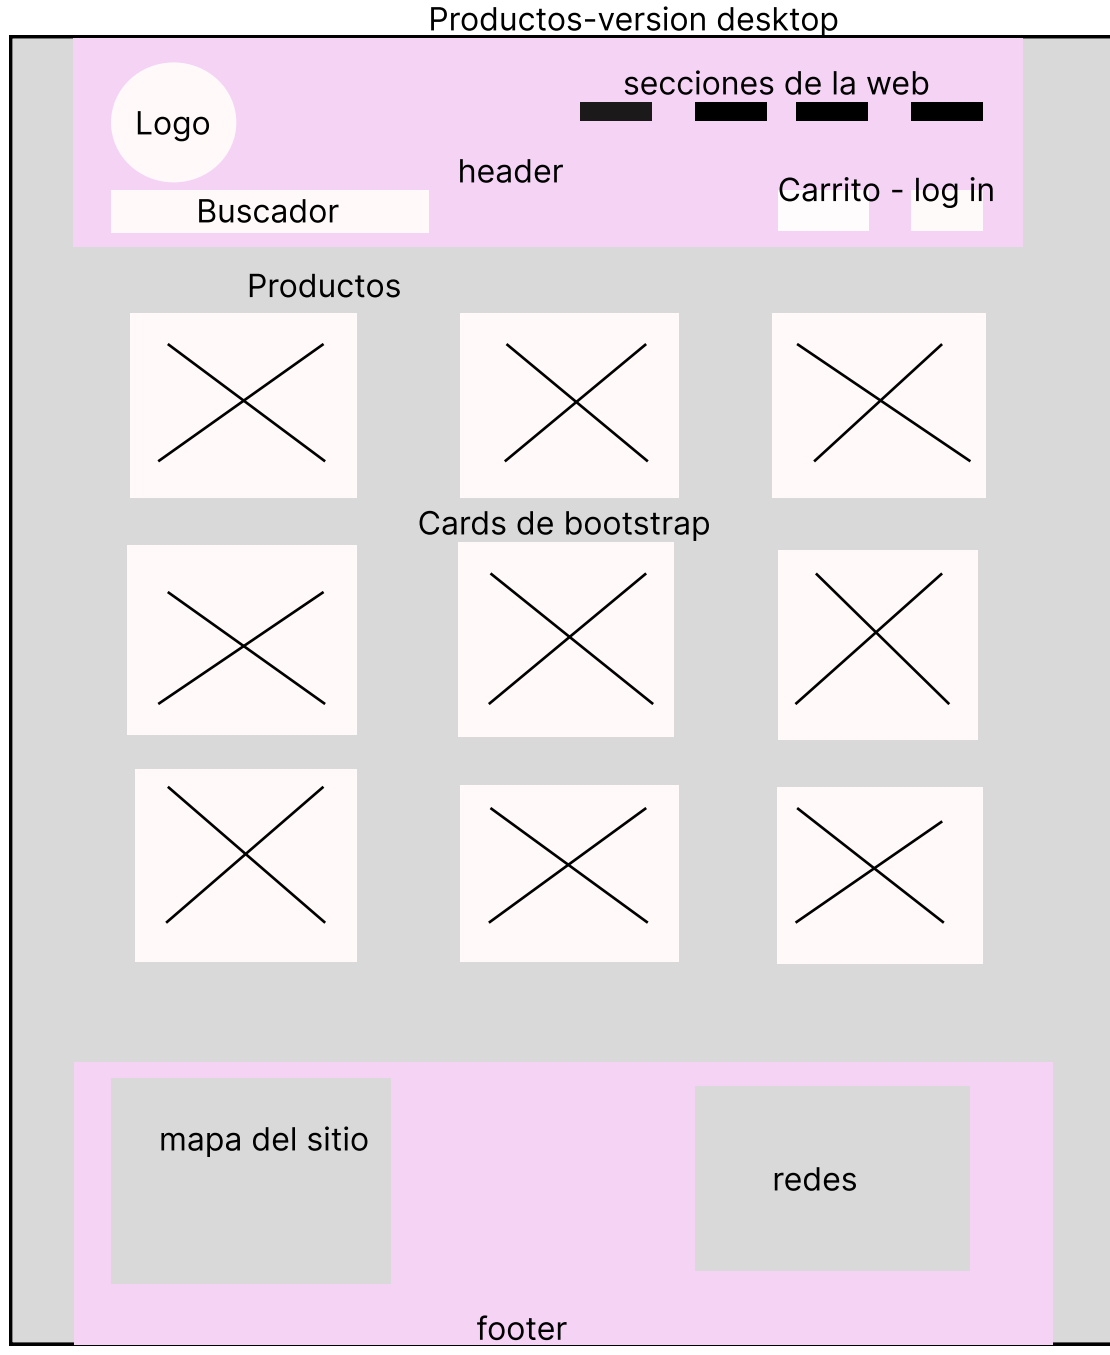 Productos-version desktop
secciones de la web
Logo
header
Carrito - log in
Buscador
Productos
Cards de bootstrap
mapa del sitio
redes
footer